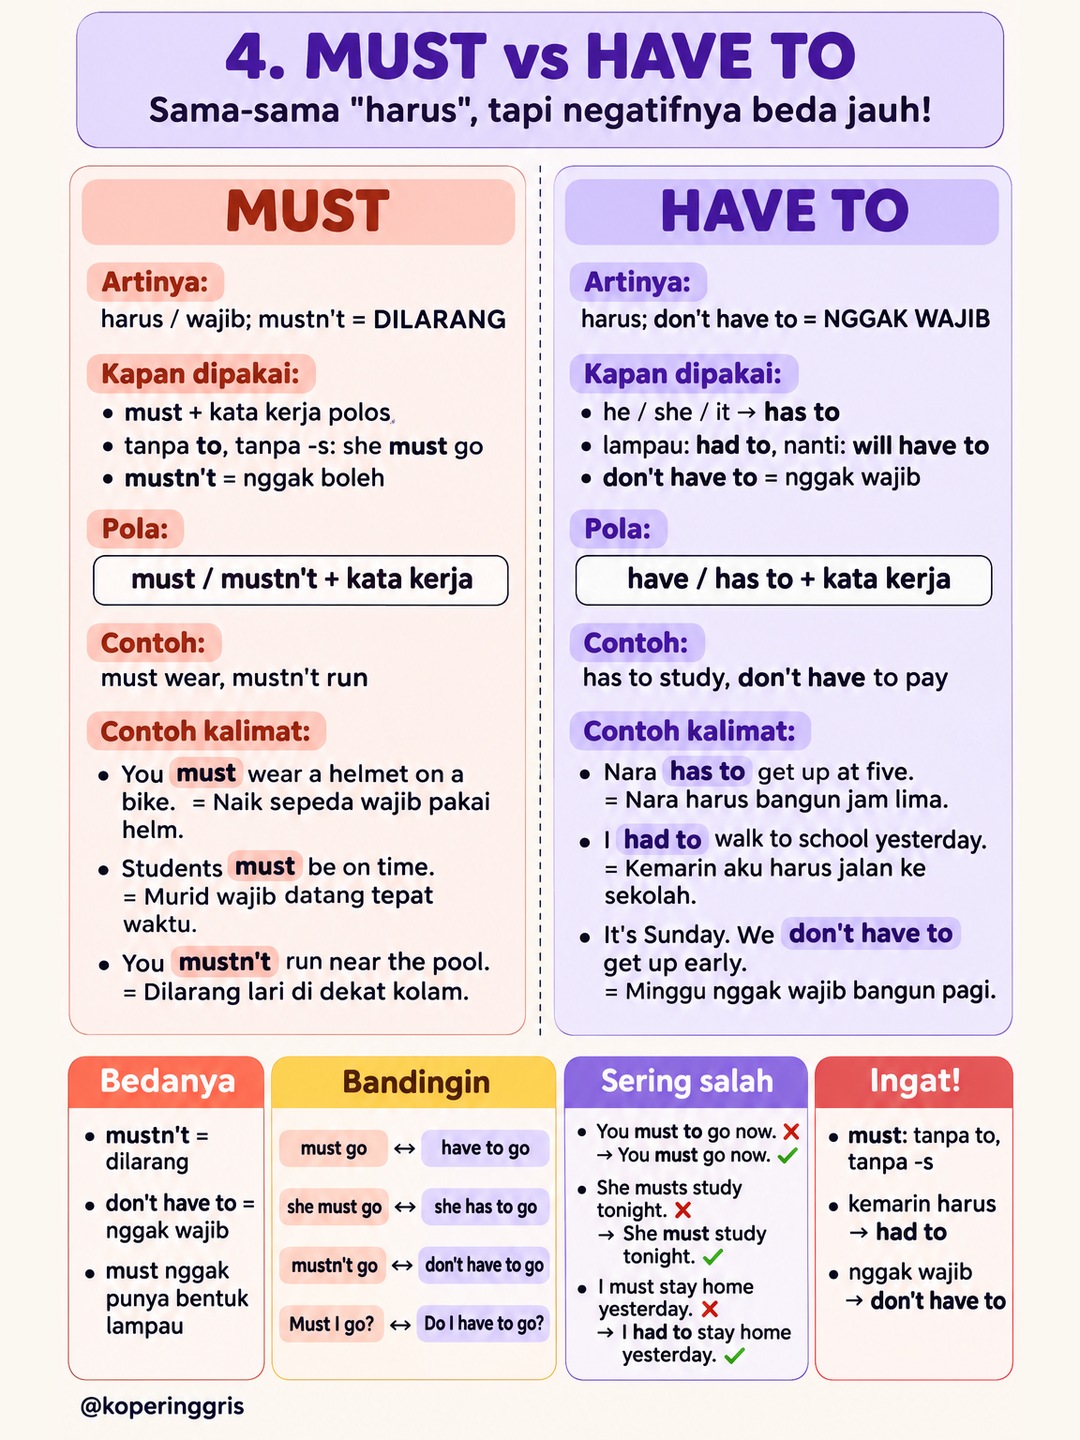 4. MUST vs HAVE TO
Sama-sama "harus", tapi negatifnya beda jauh!
MUST
Artinya:
harus / wajib; mustn't = DILARANG
Kapan dipakai:
• must + kata kerja polos
• tanpa to, tanpa -s: she must go
• mustn't = nggak boleh
Pola:
must / mustn't + kata kerja
Contoh:
must wear, mustn't run
Contoh kalimat:
• You must wear a helmet on a
bike. = Naik sepeda wajib pakai
helm.
• Students must be on time.
= Murid wajib datang tepat
waktu.
• You mustn't run near the pool.
= Dilarang lari di dekat kolam.
HAVE TO
Artinya:
harus; don't have to = NGGAK WAJIB
Kapan dipakai:
• he / she / it → has to
• lampau: had to, nanti: will have to
• don't have to = nggak wajib
Pola:
have / has to + kata kerja
Contoh:
has to study, don't have to pay
Contoh kalimat:
• Nara has to get up at five.
= Nara harus bangun jam lima.
• I had to walk to school yesterday.
= Kemarin aku harus jalan ke
sekolah.
• It's Sunday. We don't have to
get up early.
= Minggu nggak wajib bangun pagi.
Bedanya
• mustn't =
dilarang
• don't have to =
nggak wajib
• must nggak
punya bentuk
lampau
Bandingin
must go ↔ have to go
she must go ↔ she has to go
mustn't go ↔ don't have to go
Must I go? ↔ Do I have to go?
Sering salah
• You must to go now. ❌
→ You must go now. ✓
• She musts study
tonight. ❌
→ She must study
tonight. ✓
• I must stay home
yesterday. ❌
→ I had to stay home
yesterday. ✓
Ingat!
• must: tanpa to,
tanpa -s
• kemarin harus
→ had to
• nggak wajib
→ don't have to
@koperinggris